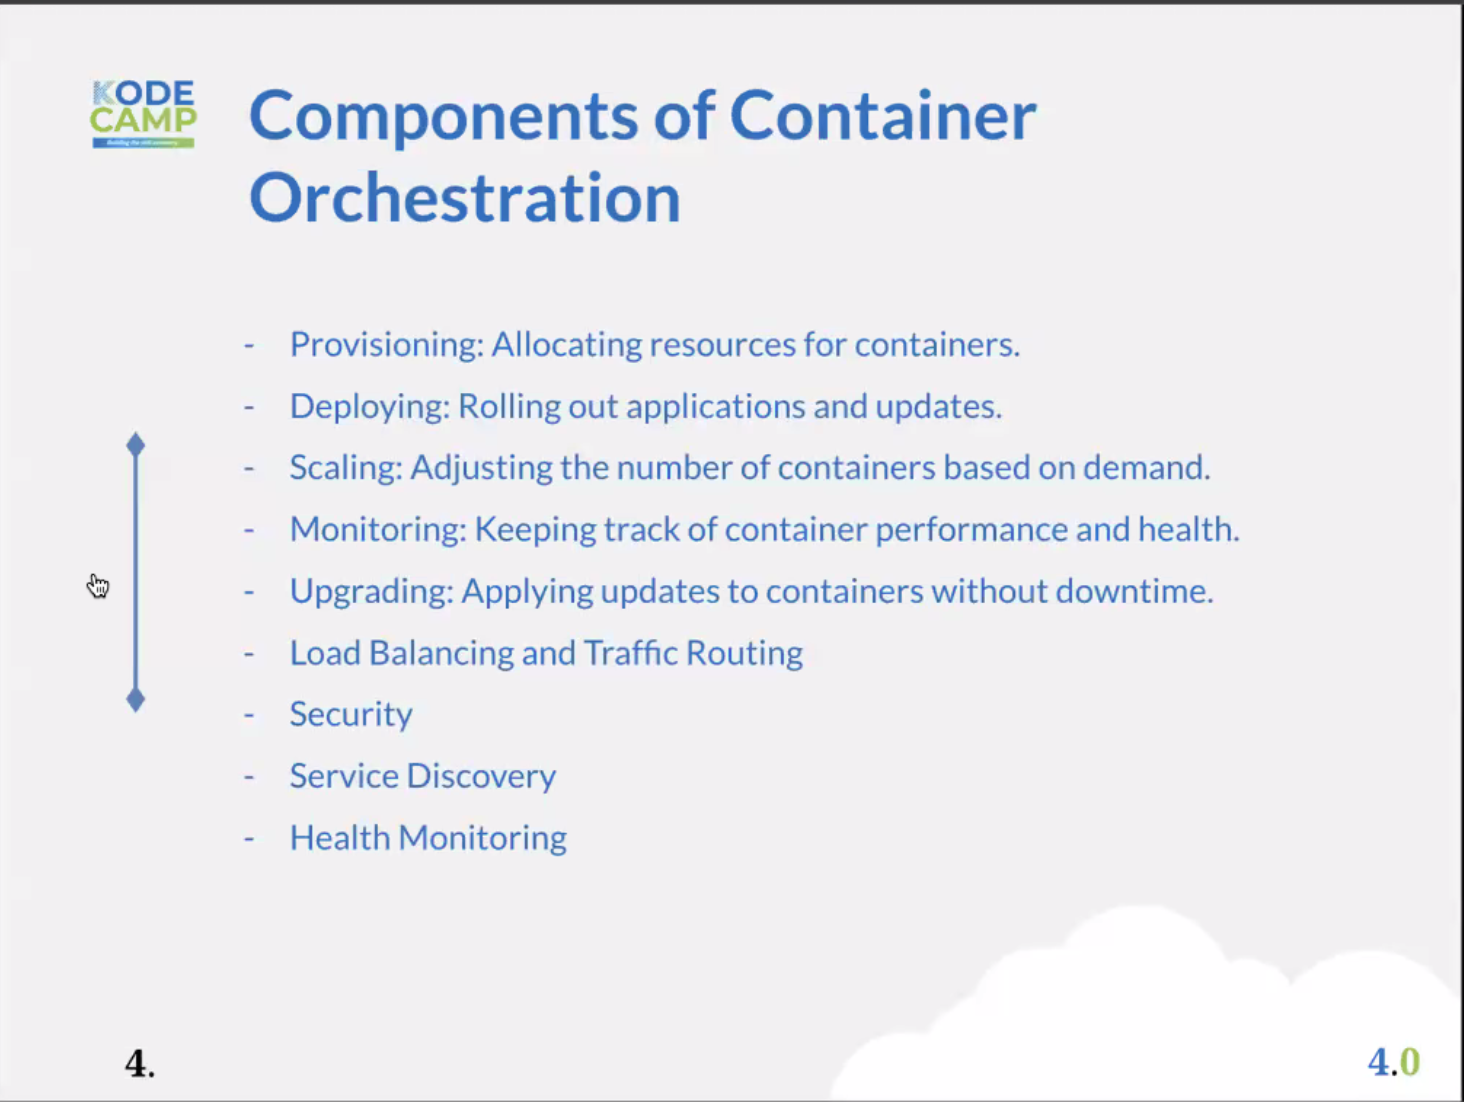 KODE
CAMP
Components of Container
Orchestration
- Provisioning: Allocating resources for containers.
- Deploying: Rolling out applications and updates.
- Scaling: Adjusting the number of containers based on demand.
- Monitoring: Keeping track of container performance and health.
- Upgrading: Applying updates to containers without downtime.
- Load Balancing and Traffic Routing
- Security
- Service Discovery
- Health Monitoring
4.
4.0